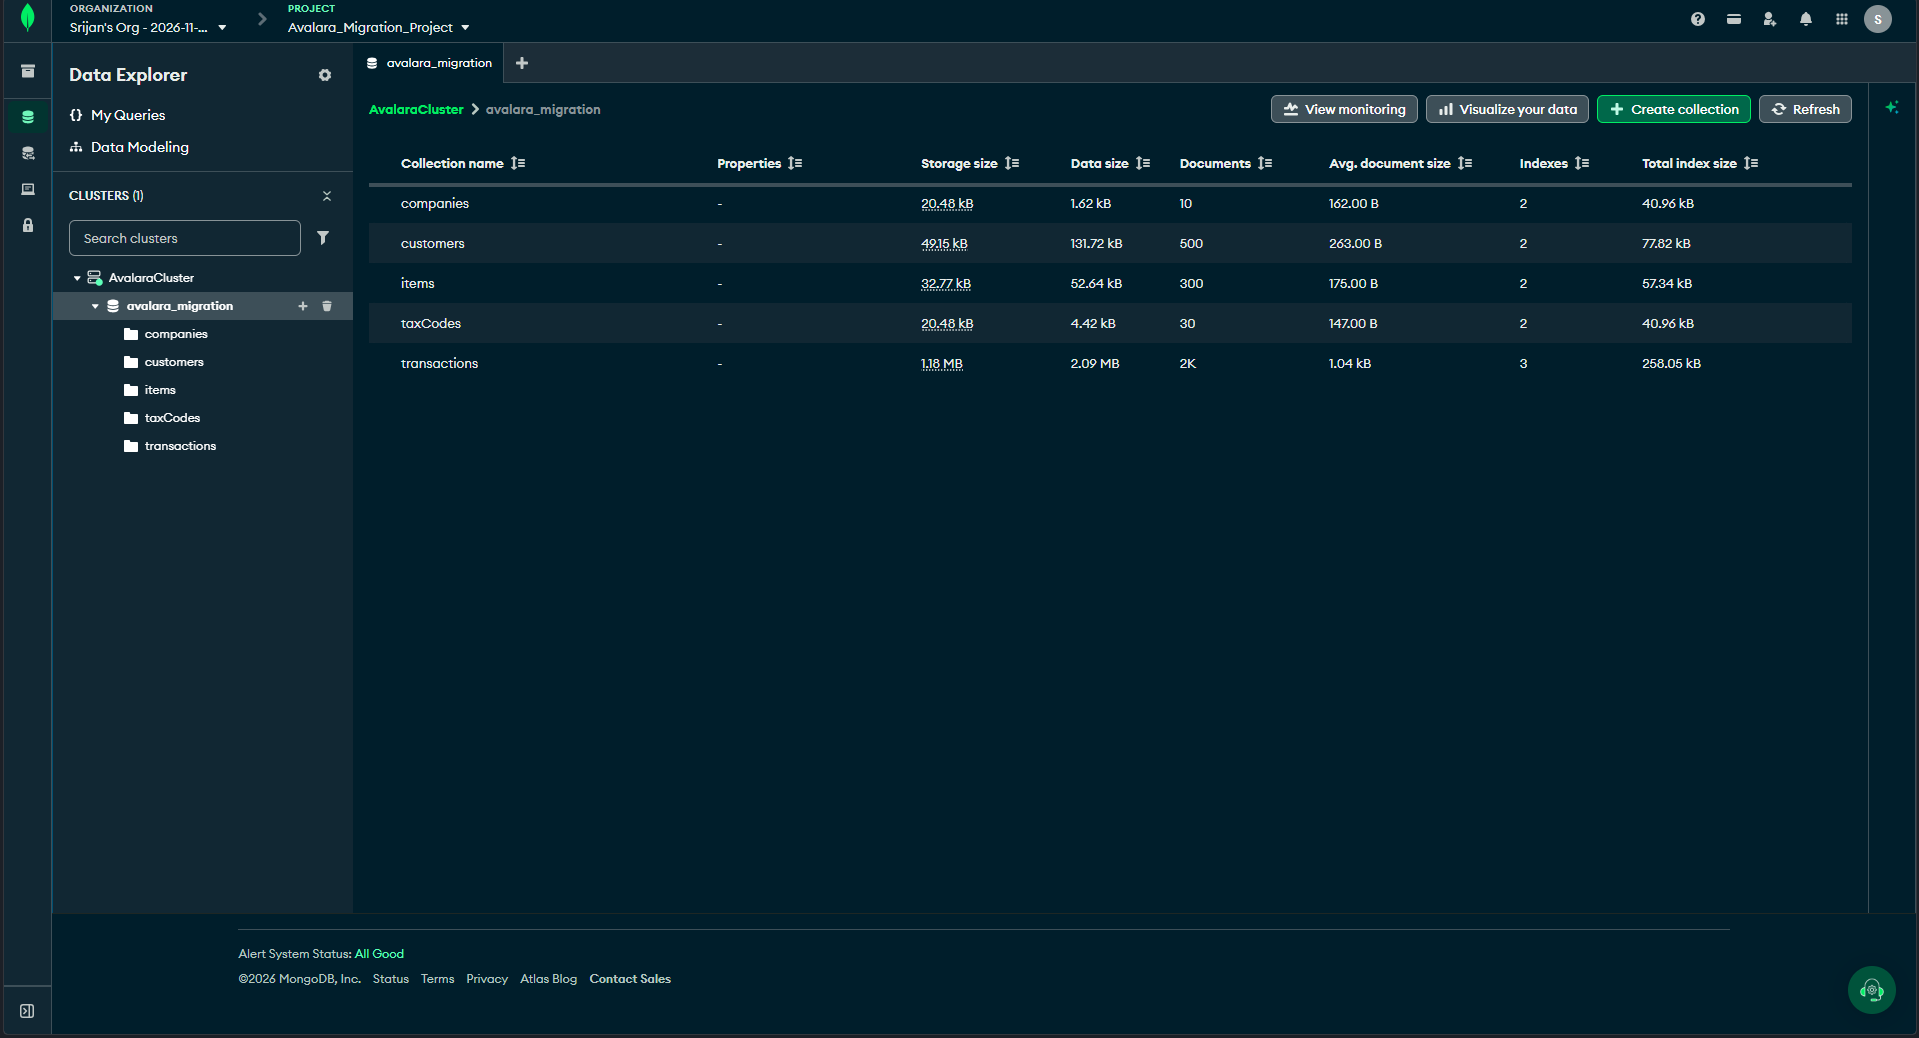 ORGANIZATION
Srijan's Org - 2026-11-...
PROJECT
Avalara_Migration_Project
S
Data Explorer
My Queries
Data Modeling
CLUSTERS (1)
Search clusters
AvalaraCluster
avalara_migration
companies
customers
items
taxCodes
transactions
avalara_migration
AvalaraCluster > avalara_migration
View monitoring Visualize your data Create collection Refresh
Collection name Properties Storage size Data size Documents Avg. document size Indexes Total index size
companies - 20.48 kB 1.62 kB 10 162.00 B 2 40.96 kB
customers - 49.15 kB 131.72 kB 500 263.00 B 2 77.82 kB
items - 32.77 kB 52.64 kB 300 175.00 B 2 57.34 kB
taxCodes - 20.48 kB 4.42 kB 30 147.00 B 2 40.96 kB
transactions - 1.18 MB 2.09 MB 2K 1.04 kB 3 258.05 kB
Alert System Status: All Good
©2026 MongoDB, Inc. Status Terms Privacy Atlas Blog Contact Sales